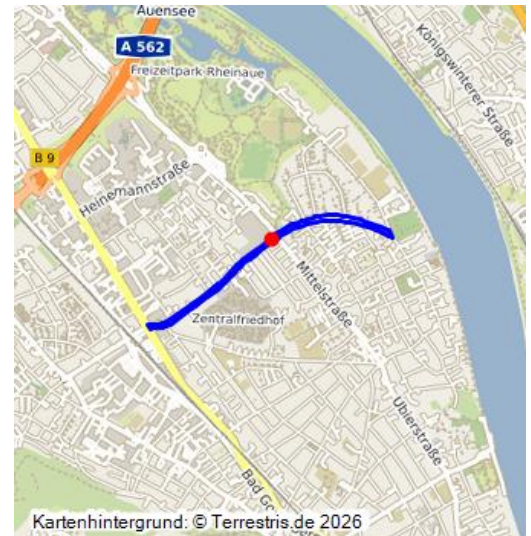 Auensee
A 562
Freizeitpark Rheinaue
Königswinterer Straße
B 9
Heinemannstraße
Mittelstraße
Zentralfriedhof
Ubierstraße
Bad Go
Kartenhintergrund: © Terrestris.de 2026